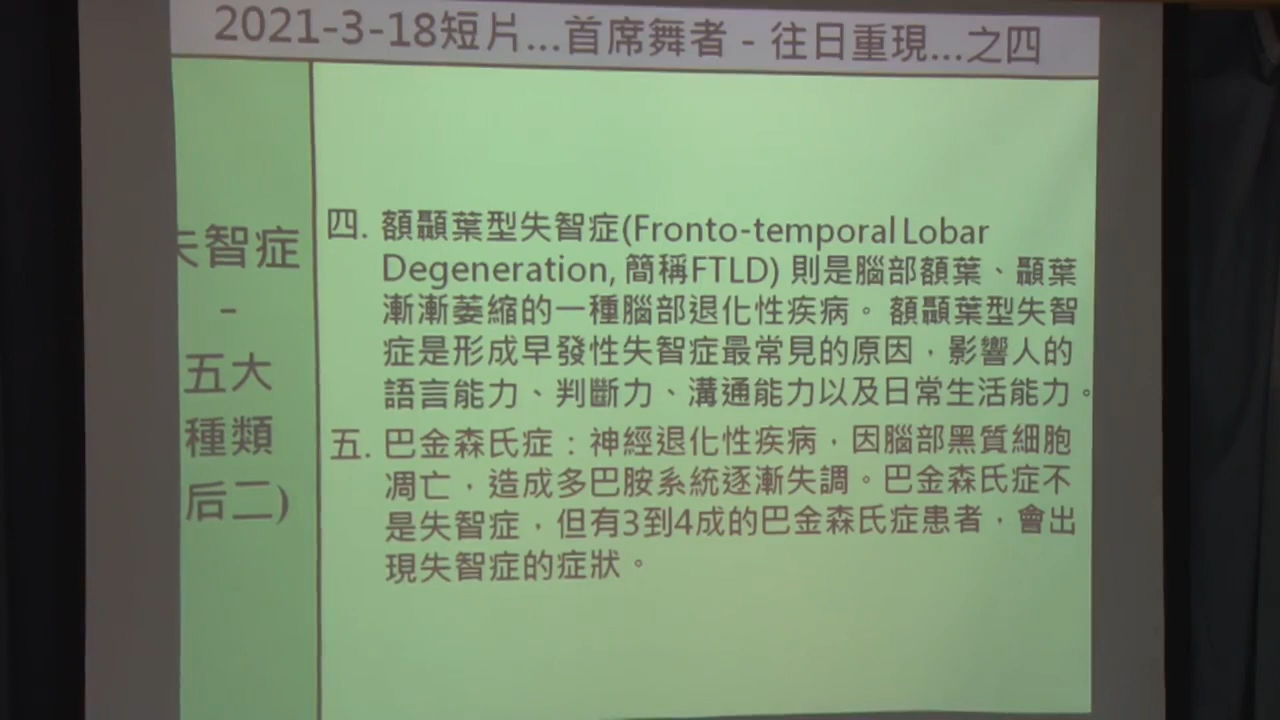 2021-3-18短片...首席舞者 - 往日重現...之四
失智症
-
五大
種類
后二)
四. 額顳葉型失智症(Fronto-temporal Lobar
Degeneration, 簡稱FTLD) 則是腦部額葉、顳葉
漸漸萎縮的一種腦部退化性疾病。額顳葉型失智
症是形成早發性失智症最常見的原因，影響人的
語言能力、判斷力、溝通能力以及日常生活能力。
五. 巴金森氏症：神經退化性疾病，因腦部黑質細胞
凋亡，造成多巴胺系統逐漸失調。巴金森氏症不
是失智症，但有3到4成的巴金森氏症患者，會出
現失智症的症狀。